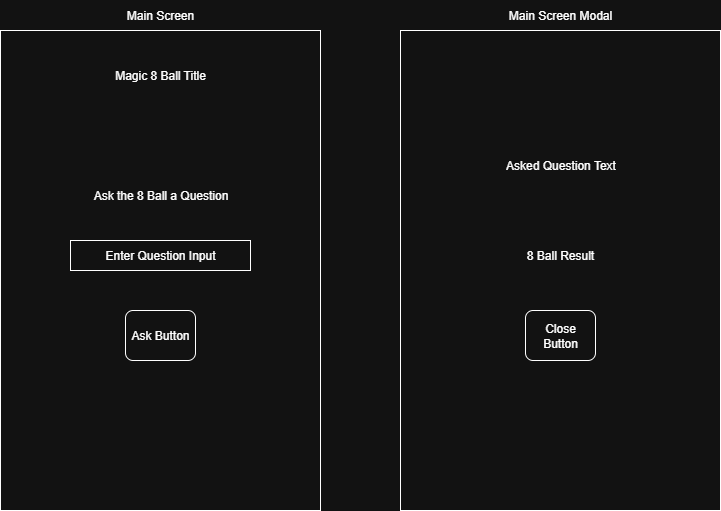 Main Screen
Main Screen Modal
Magic 8 Ball Title
Ask the 8 Ball a Question
Enter Question Input
Ask Button
Asked Question Text
8 Ball Result
Close
Button